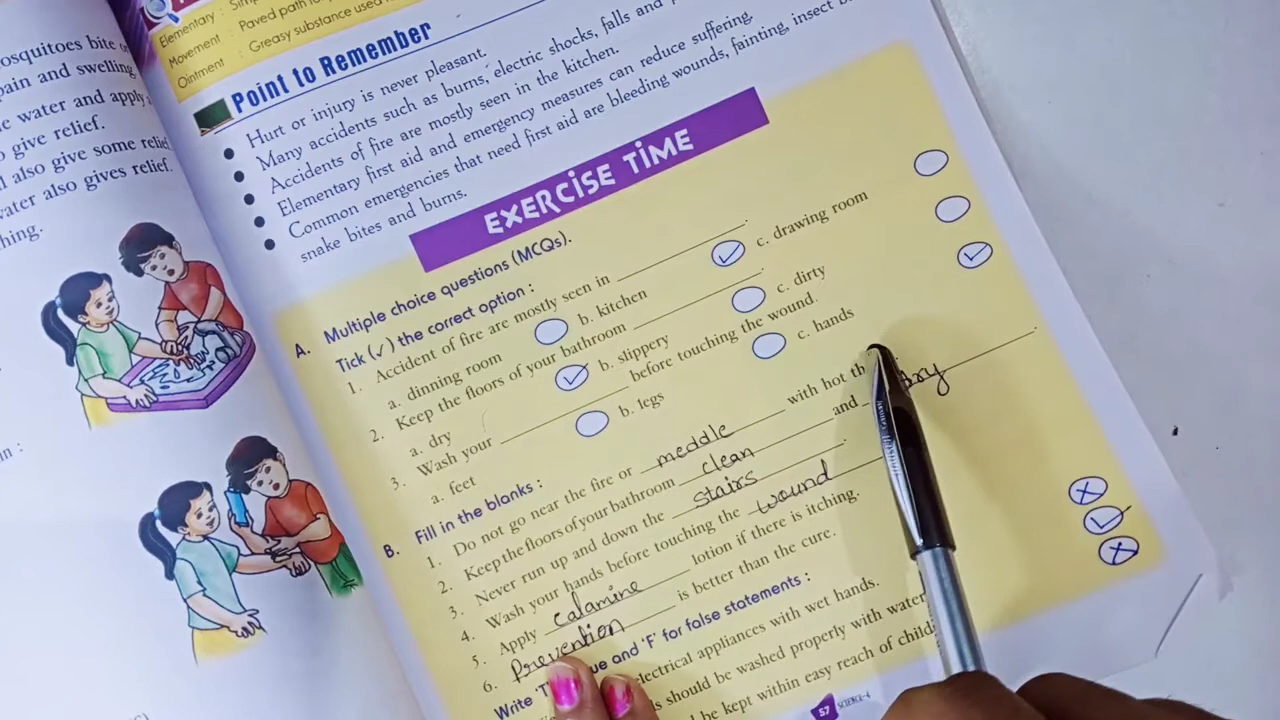 osquitoes bite
pain and swelling.
e water and apply
o give relief.
also give some relief
water also gives relief.
hing.
in :
Elementary :
Movement : Paved path
Ointment : Greasy substance used
Point to Remember
● Hurt or injury is never pleasant.
● Many accidents such as burns, electric shocks, falls and
● Accidents of fire are mostly seen in the kitchen.
● Elementary first aid and emergency measures can reduce suffering.
● Common emergencies that need first aid are bleeding wounds, fainting, insect
snake bites and burns.
EXERCISE TIME
A. Multiple choice questions (MCQs).
Tick (✓) the correct option :
1. Accident of fire are mostly seen in ________.
a. dinning room b. kitchen ✓ c. drawing room
2. Keep the floors of your bathroom ________.
a. dry ✓ b. slippery c. dirty
3. Wash your ________ before touching the wound.
a. feet b. legs c. hands ✓
B. Fill in the blanks :
1. Do not go near the fire or meddle with hot
2. Keep the floors of your bathroom clean and dry.
3. Never run up and down the stairs.
4. Wash your hands before touching the wound
5. Apply calamine lotion if there is itching.
6. Prevention is better than the cure.
Write 'T' ue and 'F' for false statements :
electrical appliances with wet hands. ✗
s should be washed properly with water ✓
be kept within easy reach of child ✗
57 SCIENCE-4